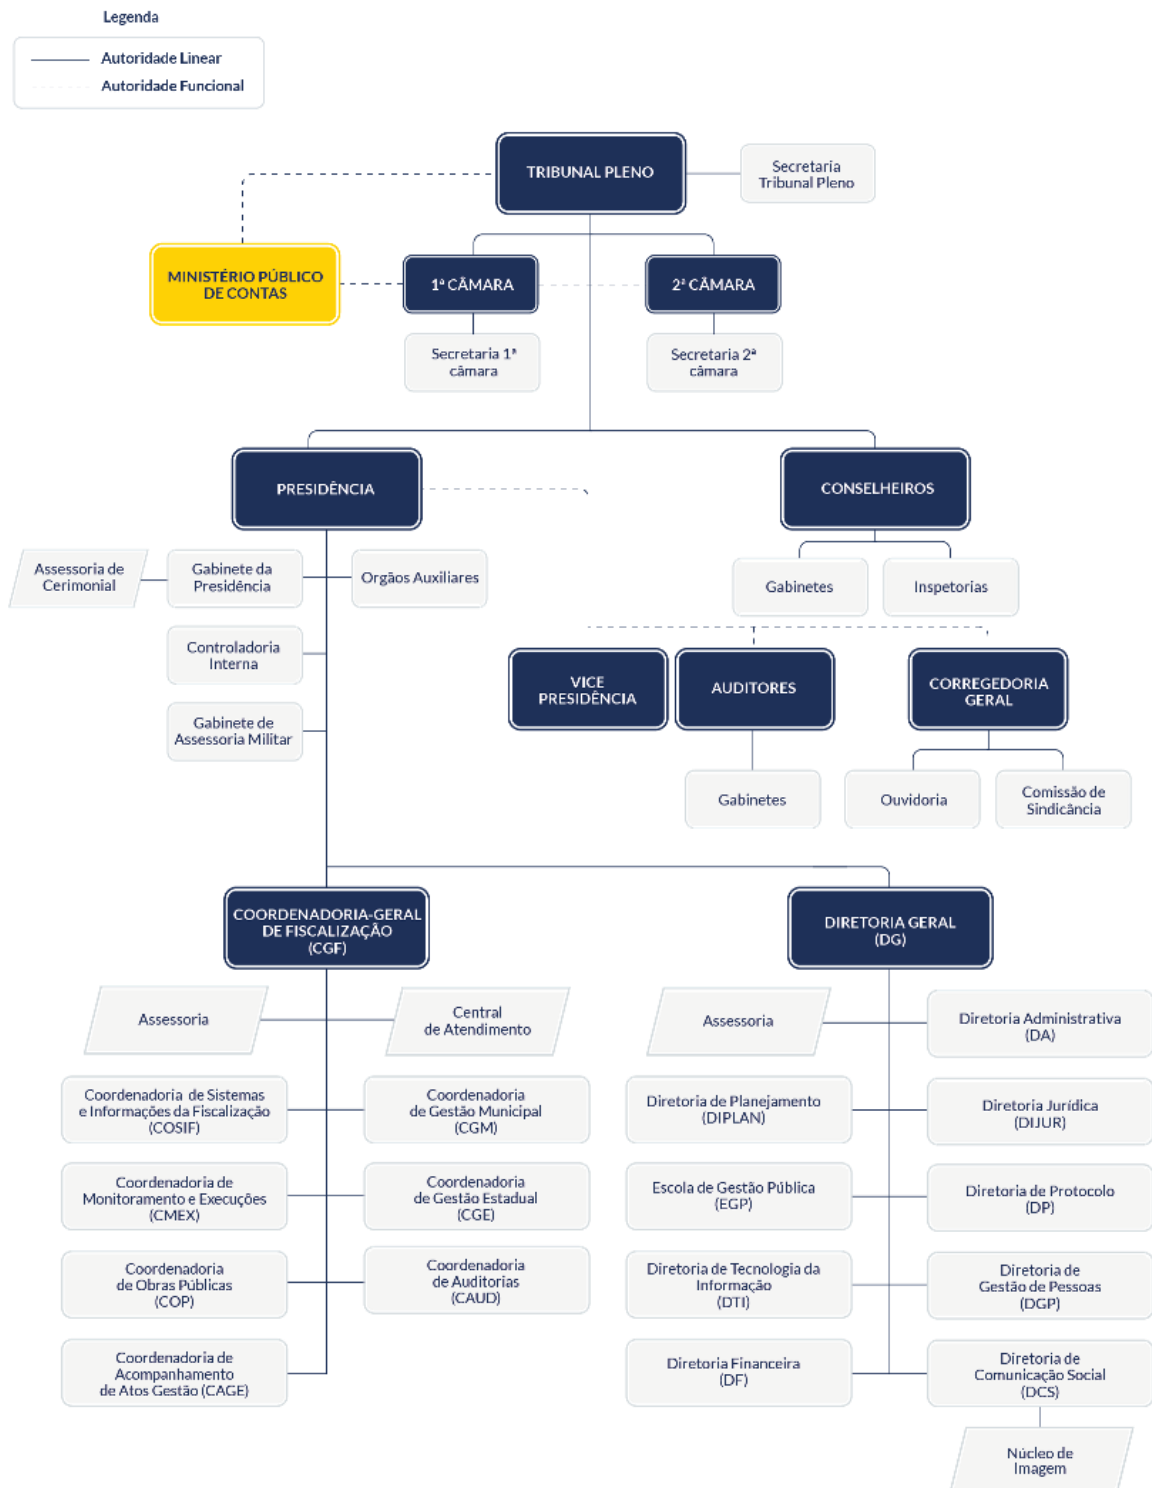 Legenda
Autoridade Linear
Autoridade Funcional
TRIBUNAL PLENO
Secretaria
Tribunal Pleno
MINISTÉRIO PÚBLICO
DE CONTAS
1ª CÂMARA
2ª CÂMARA
Secretaria 1ª
câmara
Secretaria 2ª
câmara
PRESIDÊNCIA
CONSELHEIROS
Assessoria de
Cerimonial
Gabinete da
Presidência
Orgãos Auxiliares
Gabinetes
Inspetorias
Controladoria
Interna
VICE
PRESIDÊNCIA
AUDITORES
CORREGEDORIA
GERAL
Gabinete de
Assessoria Militar
Gabinetes
Ouvidoria
Comissão de
Sindicância
COORDENADORIA-GERAL
DE FISCALIZAÇÃO
(CGF)
DIRETORIA GERAL
(DG)
Assessoria
Central
de Atendimento
Assessoria
Diretoria Administrativa
(DA)
Coordenadoria de Sistemas
e Informações da Fiscalização
(COSIF)
Coordenadoria
de Gestão Municipal
(CGM)
Diretoria de Planejamento
(DIPLAN)
Diretoria Jurídica
(DIJUR)
Coordenadoria de
Monitoramento e Execuções
(CMEX)
Coordenadoria
de Gestão Estadual
(CGE)
Escola de Gestão Pública
(EGP)
Diretoria de Protocolo
(DP)
Coordenadoria
de Obras Públicas
(COP)
Coordenadoria
de Auditorias
(CAUD)
Diretoria de Tecnologia da
Informação
(DTI)
Diretoria de
Gestão de Pessoas
(DGP)
Coordenadoria de
Acompanhamento
de Atos Gestão (CAGE)
Diretoria Financeira
(DF)
Diretoria de
Comunicação Social
(DCS)
Núcleo de
Imagem